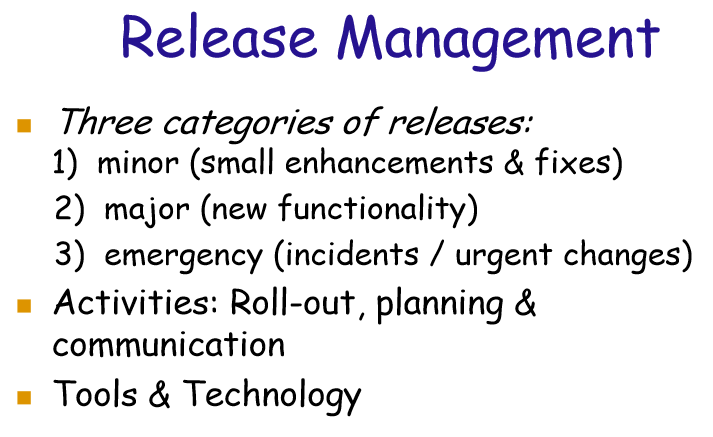 Release Management
Three categories of releases:
1) minor (small enhancements & fixes)
2) major (new functionality)
3) emergency (incidents / urgent changes)
Activities: Roll-out, planning &
communication
Tools & Technology